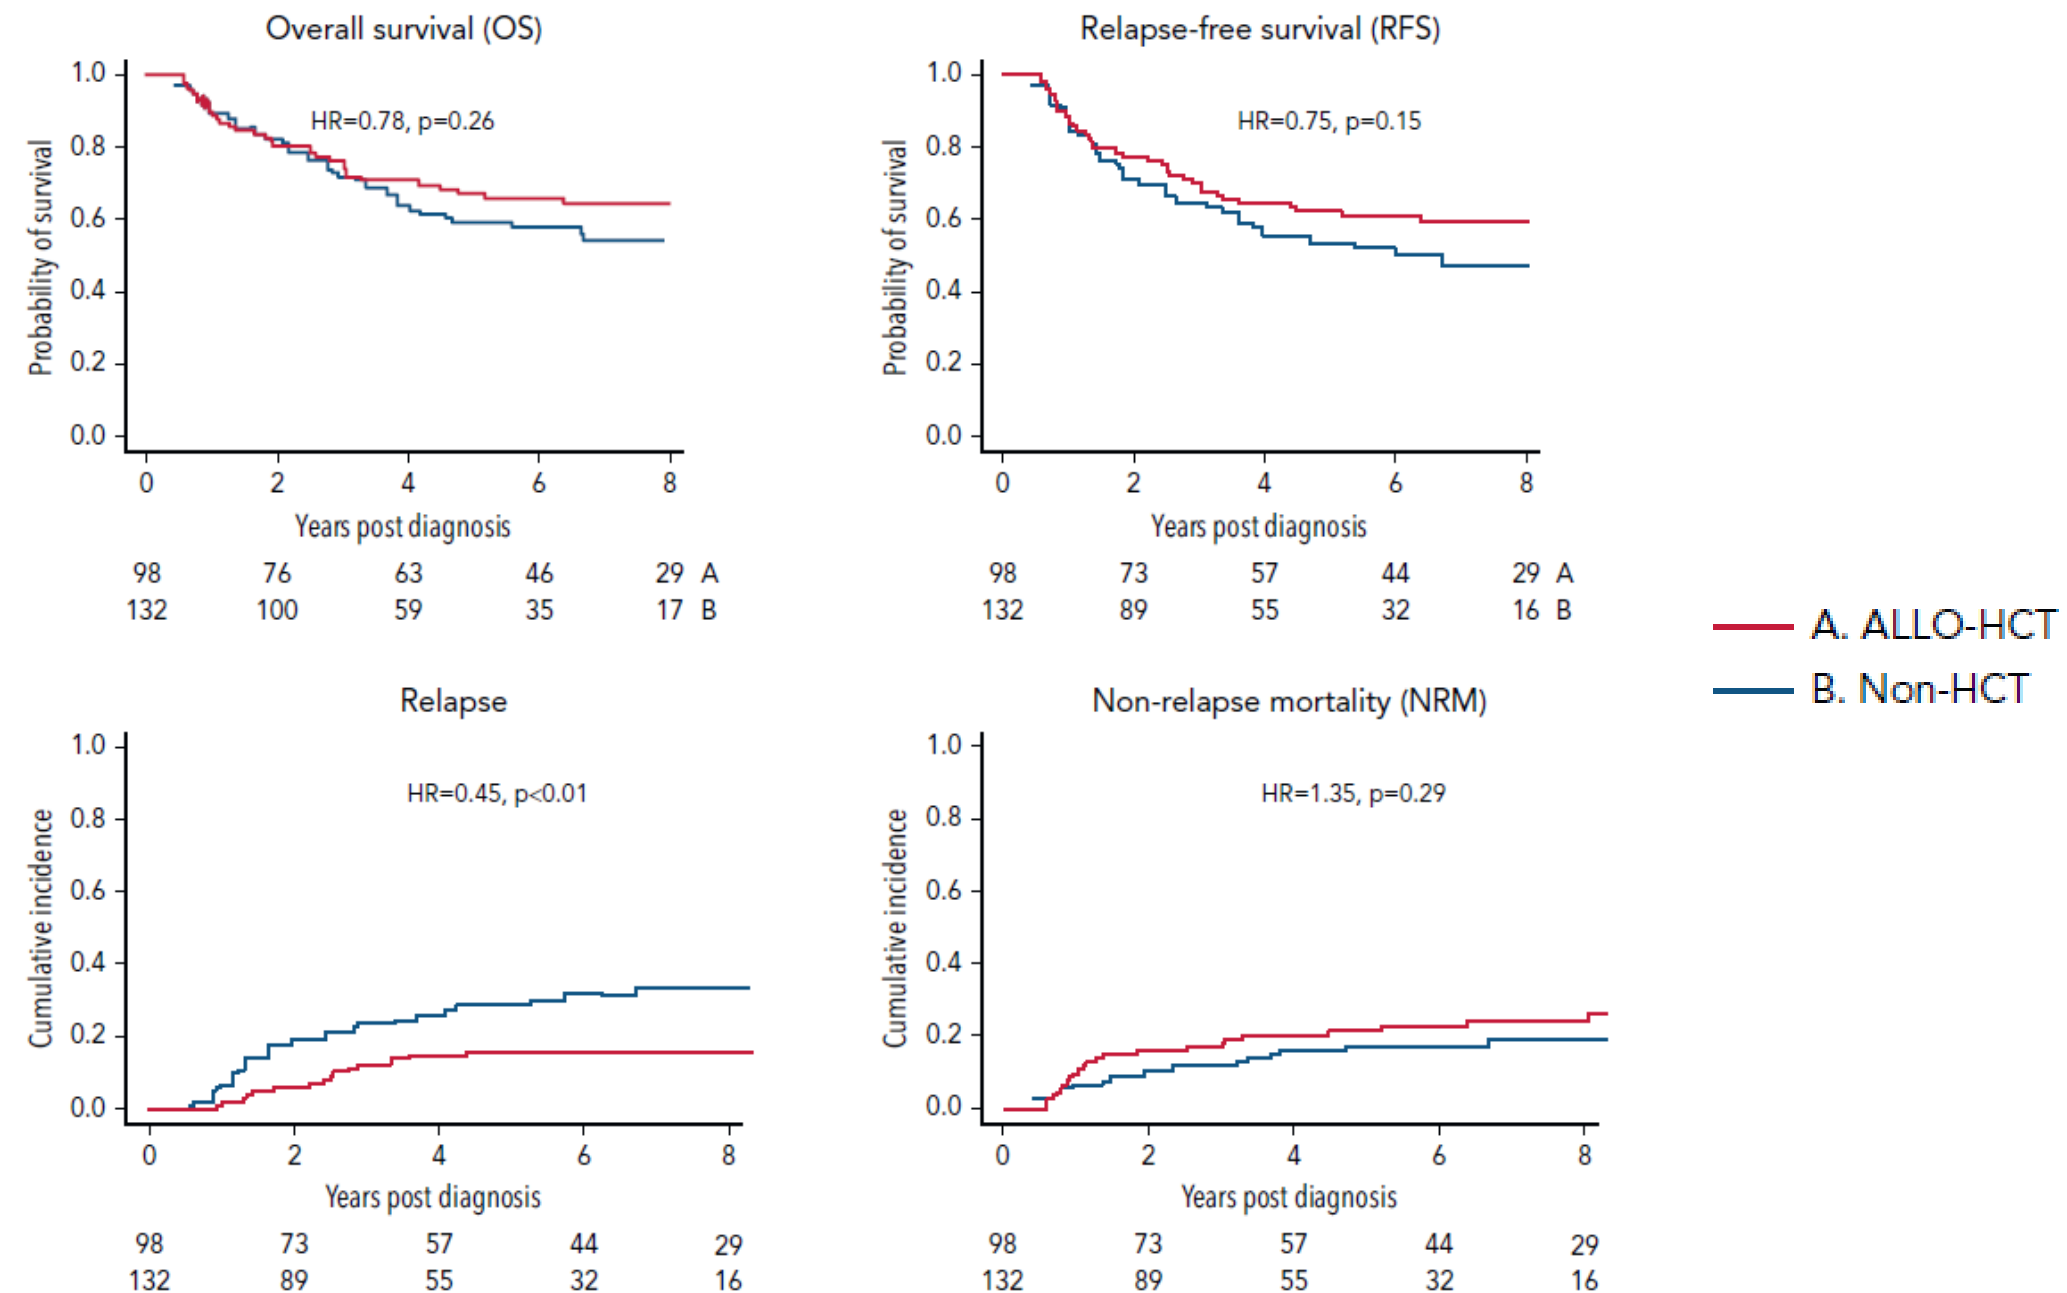 Overall survival (OS)
HR=0.78, p=0.26
Probability of survival
1.0
0.8
0.6
0.4
0.2
0.0
0 2 4 6 8
Years post diagnosis
98 76 63 46 29 A
132 100 59 35 17 B
Relapse-free survival (RFS)
HR=0.75, p=0.15
Probability of survival
1.0
0.8
0.6
0.4
0.2
0.0
0 2 4 6 8
Years post diagnosis
98 73 57 44 29 A
132 89 55 32 16 B
A. ALLO-HCT
B. Non-HCT
Relapse
HR=0.45, p<0.01
Cumulative incidence
1.0
0.8
0.6
0.4
0.2
0.0
0 2 4 6 8
Years post diagnosis
98 73 57 44 29
132 89 55 32 16
Non-relapse mortality (NRM)
HR=1.35, p=0.29
Cumulative incidence
1.0
0.8
0.6
0.4
0.2
0.0
0 2 4 6 8
Years post diagnosis
98 73 57 44 29
132 89 55 32 16